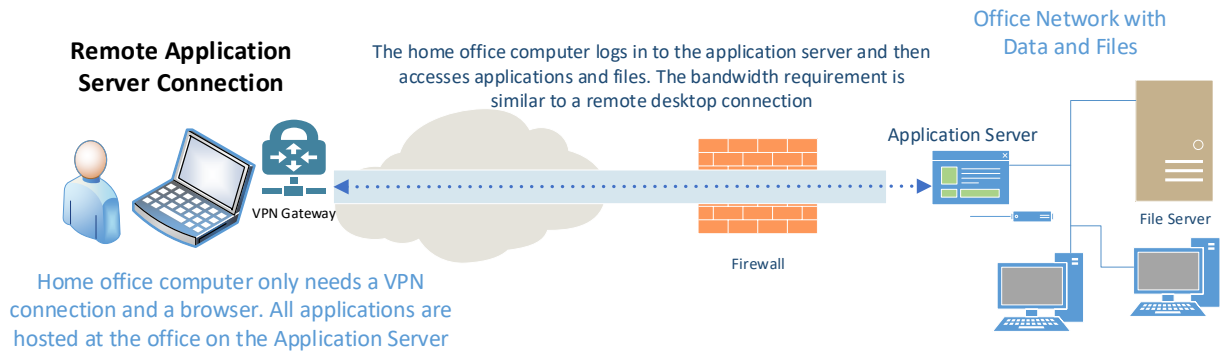 Remote Application
Server Connection
The home office computer logs in to the application server and then
accesses applications and files. The bandwidth requirement is
similar to a remote desktop connection
Office Network with
Data and Files
Application Server
VPN Gateway
File Server
Firewall
Home office computer only needs a VPN
connection and a browser. All applications are
hosted at the office on the Application Server